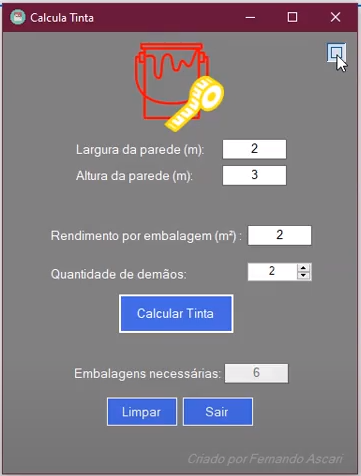 Calcula Tinta
Largura da parede (m): 2
Altura da parede (m): 3
Rendimento por embalagem (m²) : 2
Quantidade de demãos: 2
Calcular Tinta
Embalagens necessárias: 6
Limpar Sair
Criado por Fernando Ascari